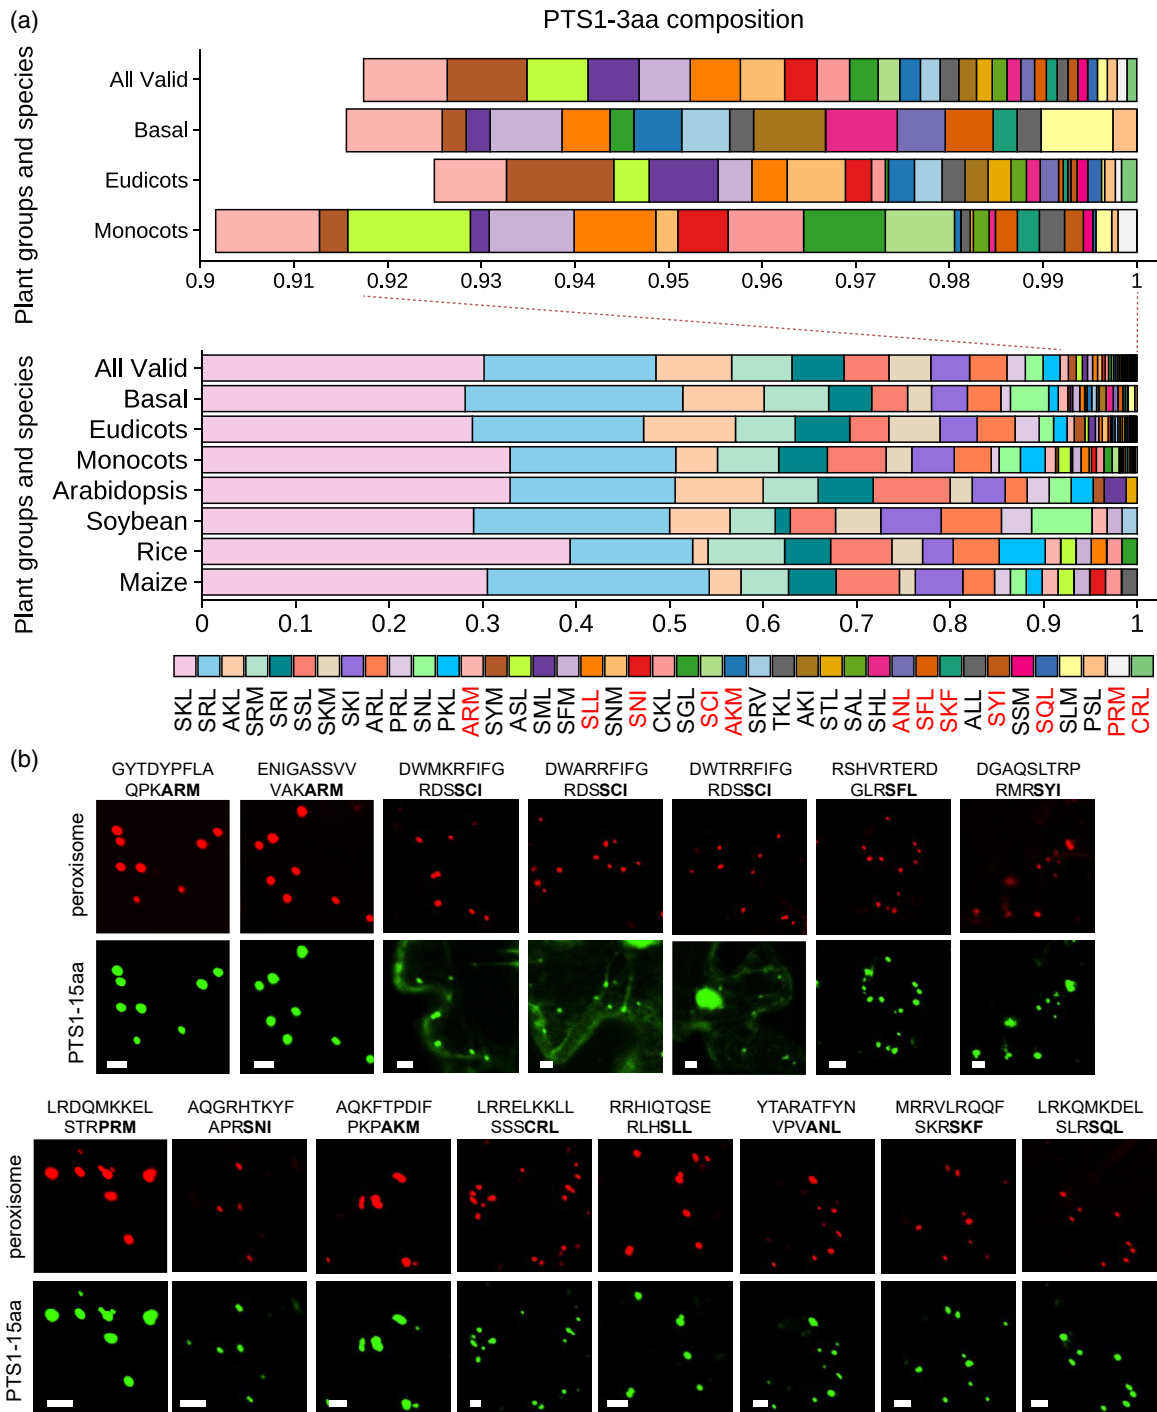 (a)
PTS1-3aa composition
Plant groups and species
All Valid
Basal
Eudicots
Monocots
0.9 0.91 0.92 0.93 0.94 0.95 0.96 0.97 0.98 0.99 1
Plant groups and species
All Valid
Basal
Eudicots
Monocots
Arabidopsis
Soybean
Rice
Maize
0 0.1 0.2 0.3 0.4 0.5 0.6 0.7 0.8 0.9 1
SKL SRL AKL SRM SRI SSL SKM SKI ARL PRL SNL PKL ARM SYM ASL SML SFM SLL SNM SNI CKL SGL SCI AKM SRV TKL AKI STL SAL SHL ANL SFL SKF ALL SYI SSM SQL SLM PSL PRM CRL
(b)
GYTDYPFLA ENIGASSVV DWMKRFIFG DWARRFIFG DWTRRFIFG RSHVRTERD DGAQSLTRP
QPKARM VAKARM RDSSCI RDSSCI RDSSCI GLRSFL RMRSYI
peroxisome
PTS1-15aa
LRDQMKKEL AQGRHTKYF AQKFTPDIF LRRELKKLL RRHIQTQSE YTARATFYN MRRVLRQQF LRKQMKDEL
STRPRM APRSNI PKPAKM SSSCRL RLHSLL VPVANL SKRSKF SLRSQL
peroxisome
PTS1-15aa